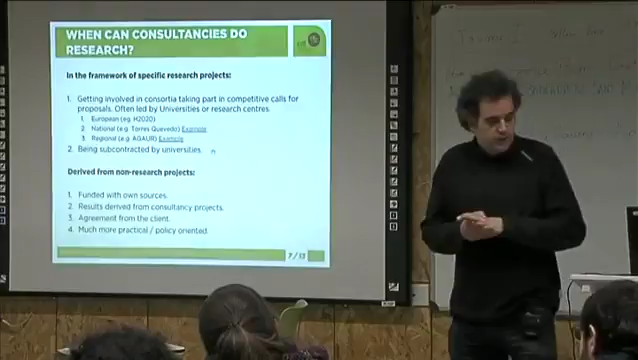 WHEN CAN CONSULTANCIES DO
RESEARCH?
In the framework of specific research projects:
1. Getting involved in consortia taking part in competitive calls for
proposals. Often led by Universities or research centres.
1. European (eg. H2020)
2. National (e.g. Torres Quevedo) Example
3. Regional (e.g. AGAUR) Example
2. Being subcontracted by universities.
Derived from non-research projects:
1. Funded with own sources.
2. Results derived from consultancy projects.
3. Agreement from the client.
4. Much more practical / policy oriented.
7 / 13